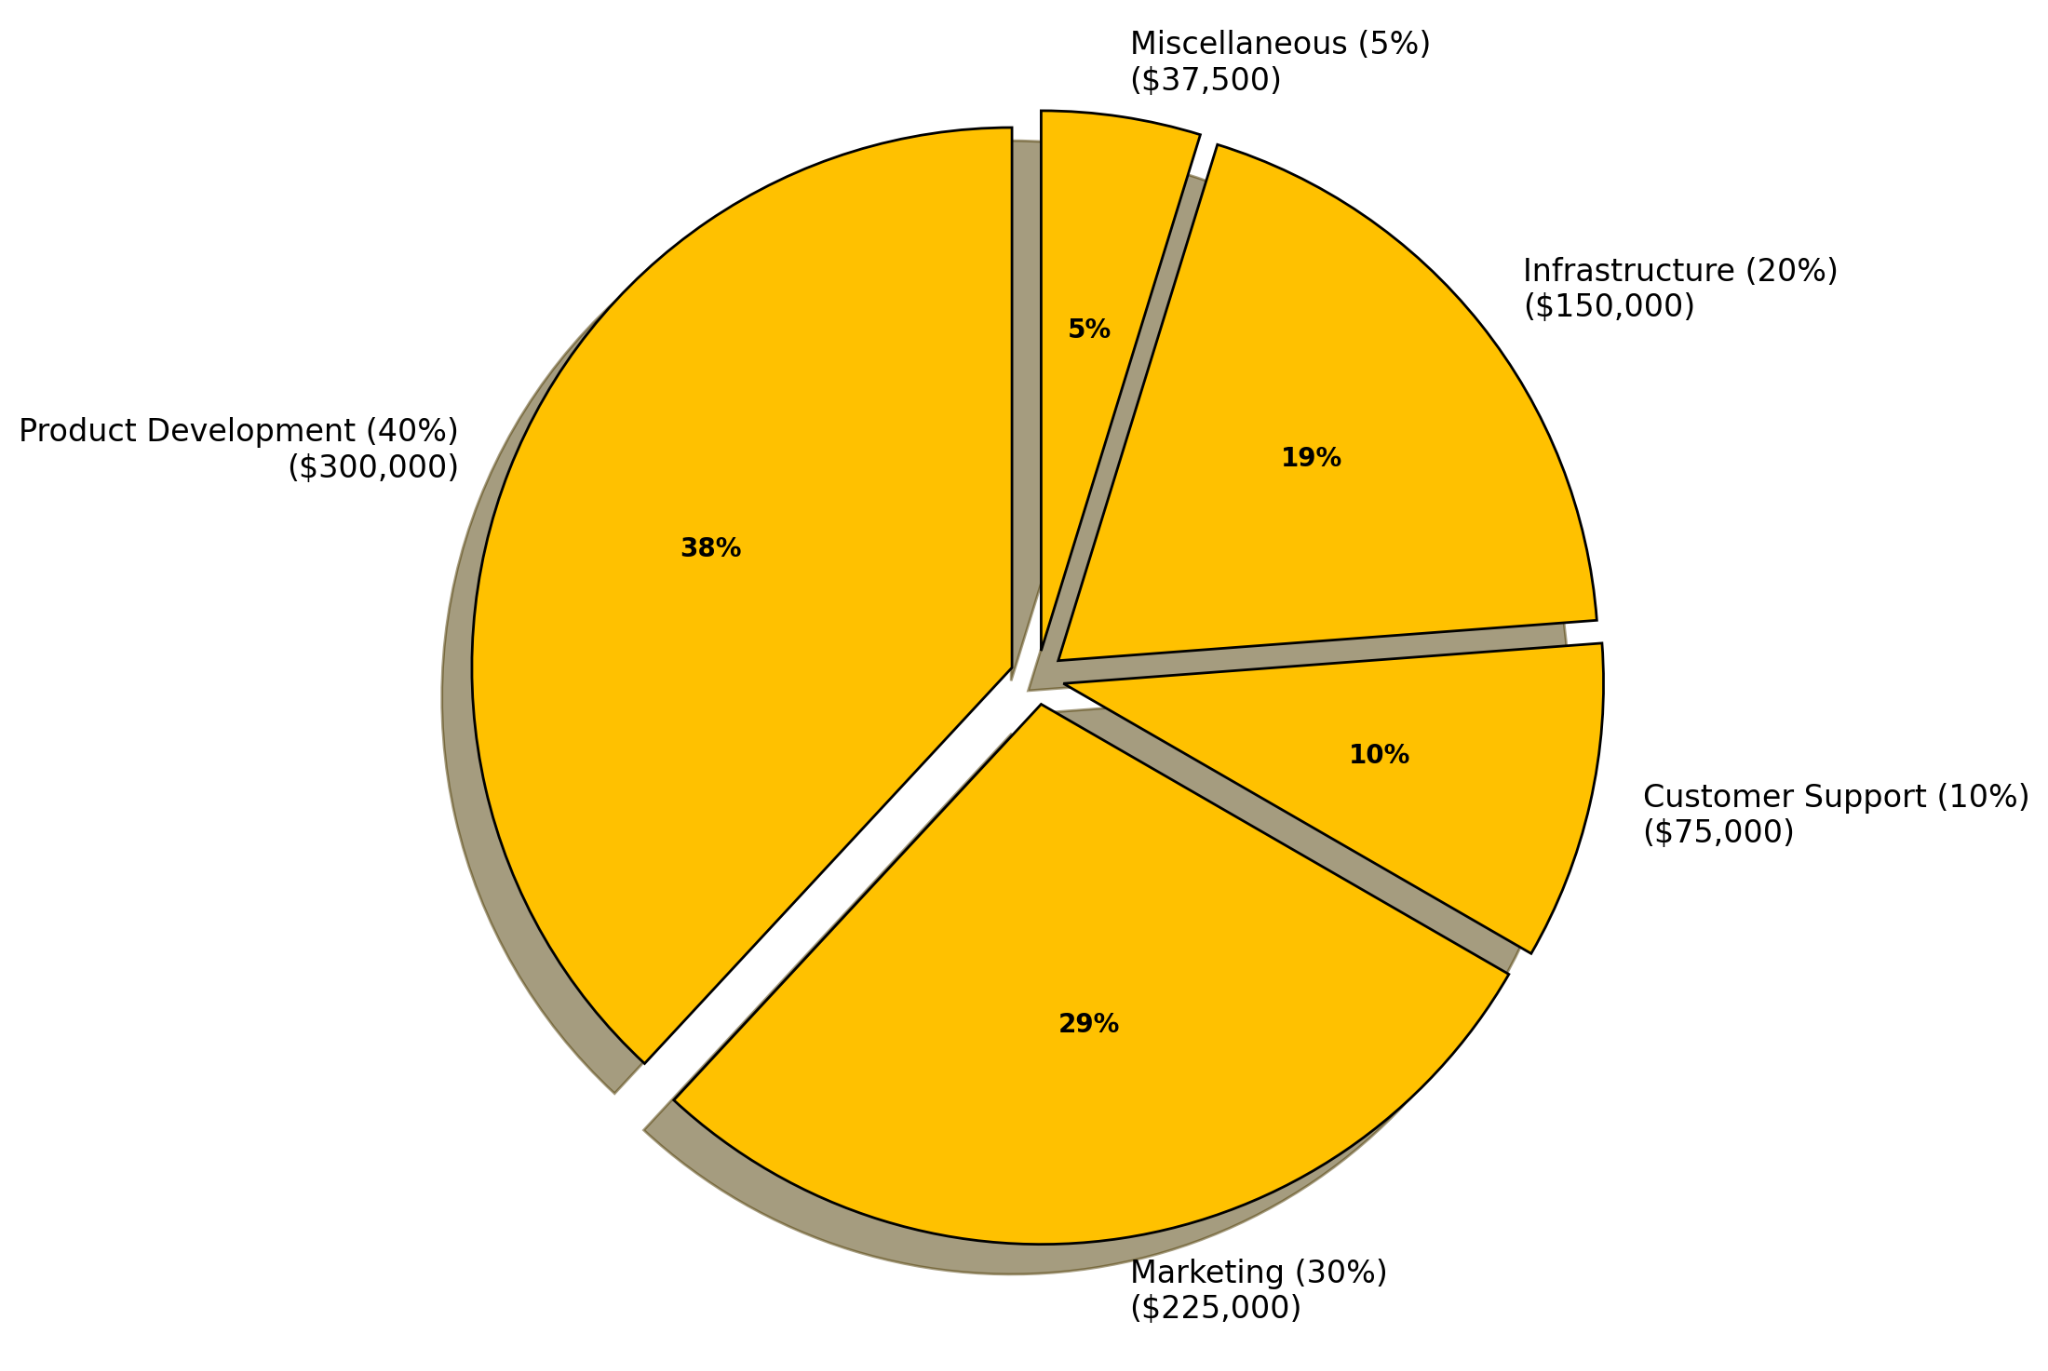 Miscellaneous (5%)
($37,500)
Infrastructure (20%)
($150,000)
5%
Product Development (40%)
($300,000)
19%
38%
10%
Customer Support (10%)
($75,000)
29%
Marketing (30%)
($225,000)